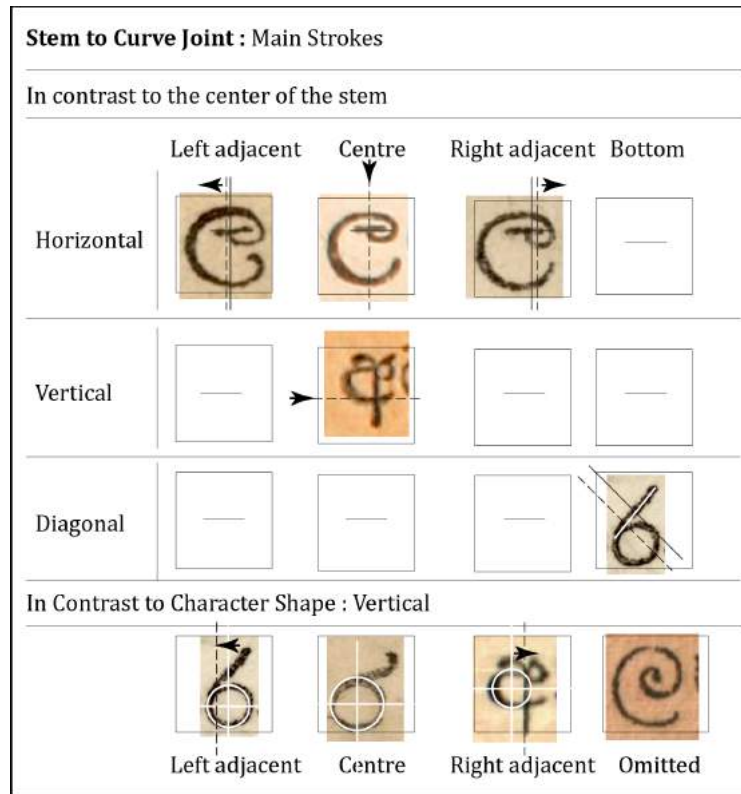 Stem to Curve Joint : Main Strokes
In contrast to the center of the stem
Left adjacent Centre Right adjacent Bottom
Horizontal
Vertical
Diagonal
In Contrast to Character Shape : Vertical
Left adjacent Centre Right adjacent Omitted